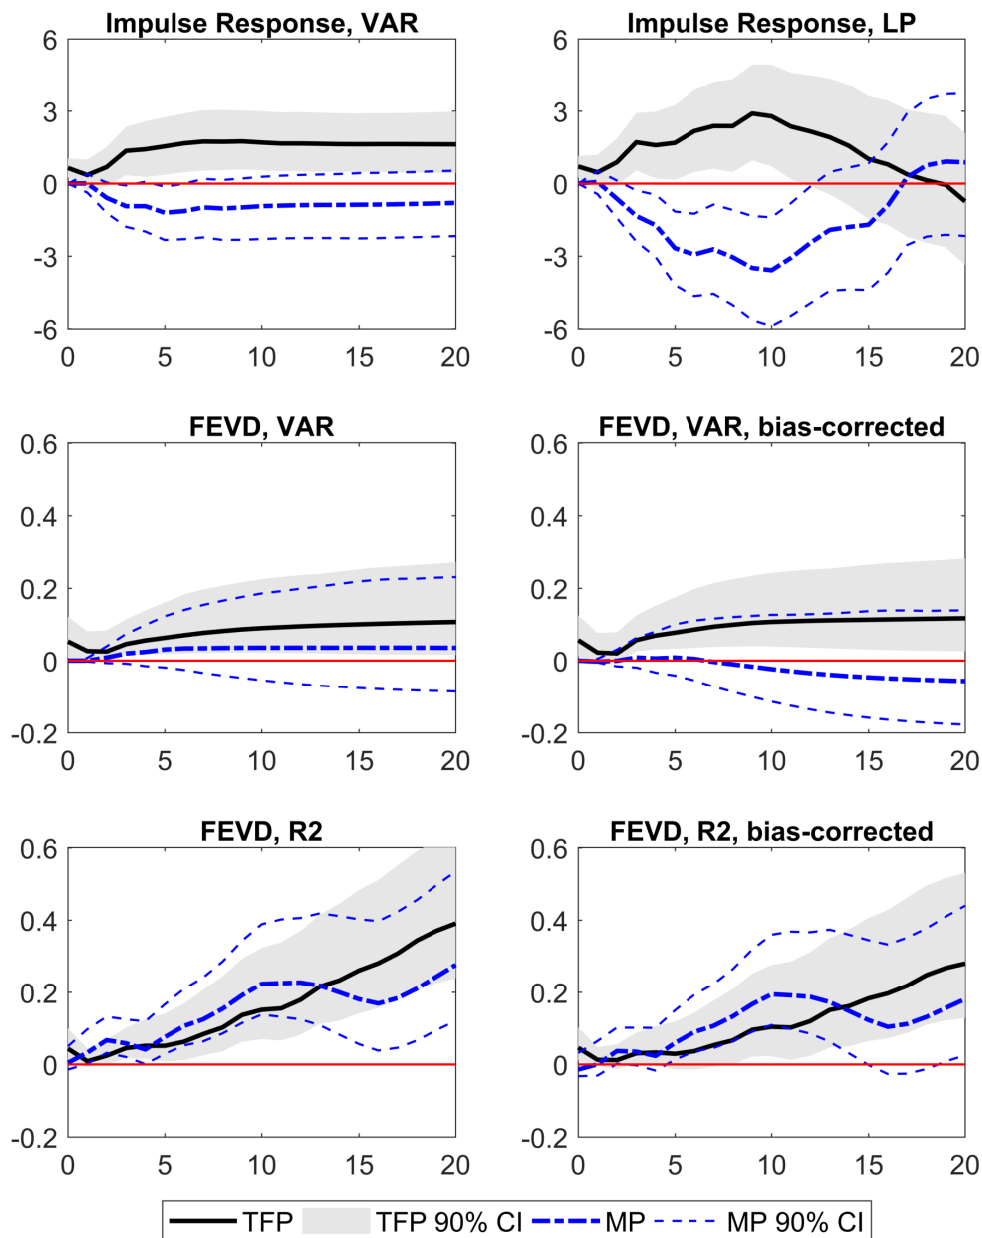 Impulse Response, VAR
6
3
0
-3
-6
0 5 10 15 20
Impulse Response, LP
6
3
0
-3
-6
0 5 10 15 20
FEVD, VAR
0.6
0.4
0.2
0
-0.2
0 5 10 15 20
FEVD, VAR, bias-corrected
0.6
0.4
0.2
0
-0.2
0 5 10 15 20
FEVD, R2
0.6
0.4
0.2
0
-0.2
0 5 10 15 20
FEVD, R2, bias-corrected
0.6
0.4
0.2
0
-0.2
0 5 10 15 20
TFP TFP 90% CI MP MP 90% CI